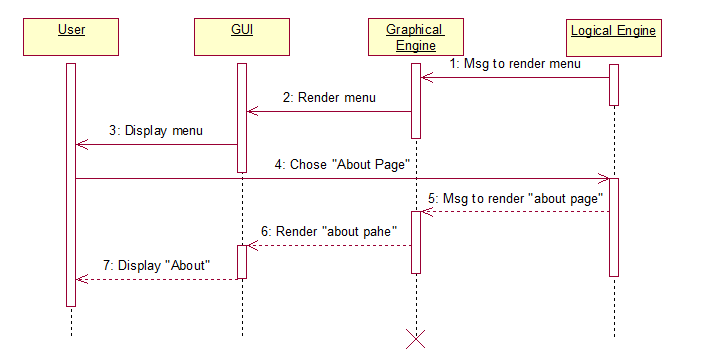 User
GUI
Graphical
Engine
Logical Engine
1: Msg to render menu
2: Render menu
3: Display menu
4: Chose "About Page"
5: Msg to render "about page"
6: Render "about pahe"
7: Display "About"